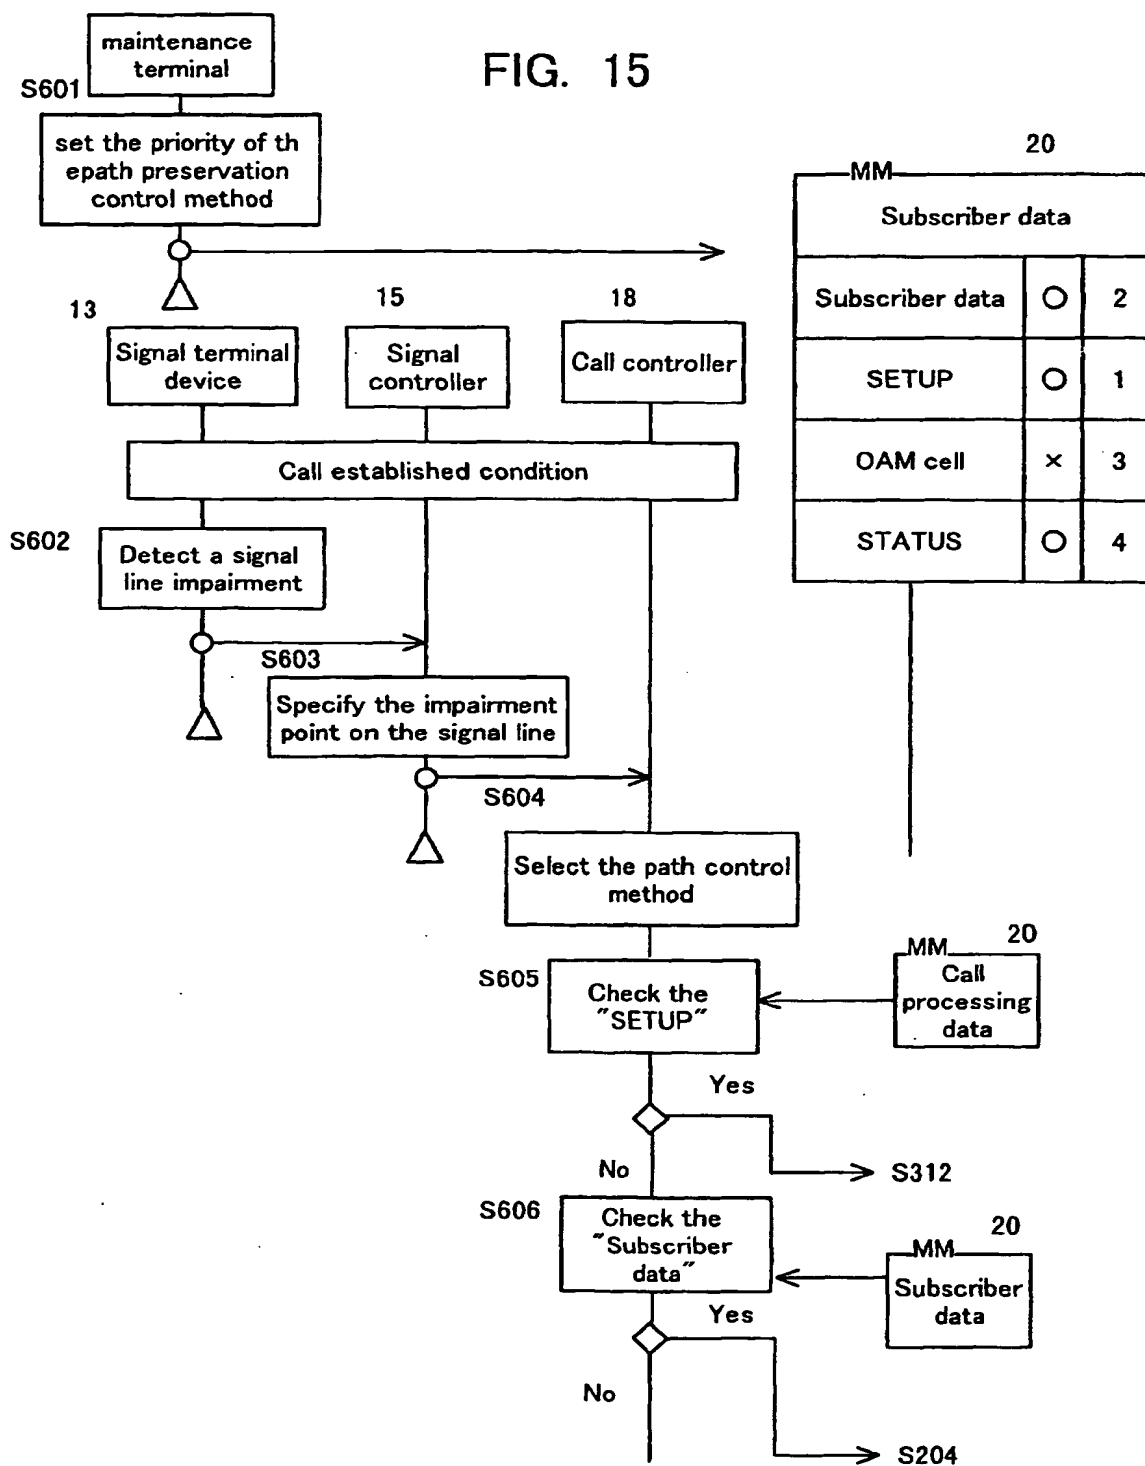 FIG. 15
maintenance
terminal
S601
set the priority of th
epath preservation
control method
20
MM
Subscriber data
Subscriber data ○ 2
SETUP ○ 1
OAM cell × 3
STATUS ○ 4
13
15
18
Signal terminal
device
Signal
controller
Call controller
Call established condition
S602
Detect a signal
line impairment
S603
Specify the impairment
point on the signal line
S604
Select the path control
method
S605
Check the
"SETUP"
MM
20
Call
processing
data
Yes
No
S312
S606
Check the
"Subscriber
data"
MM
20
Subscriber
data
Yes
No
S204